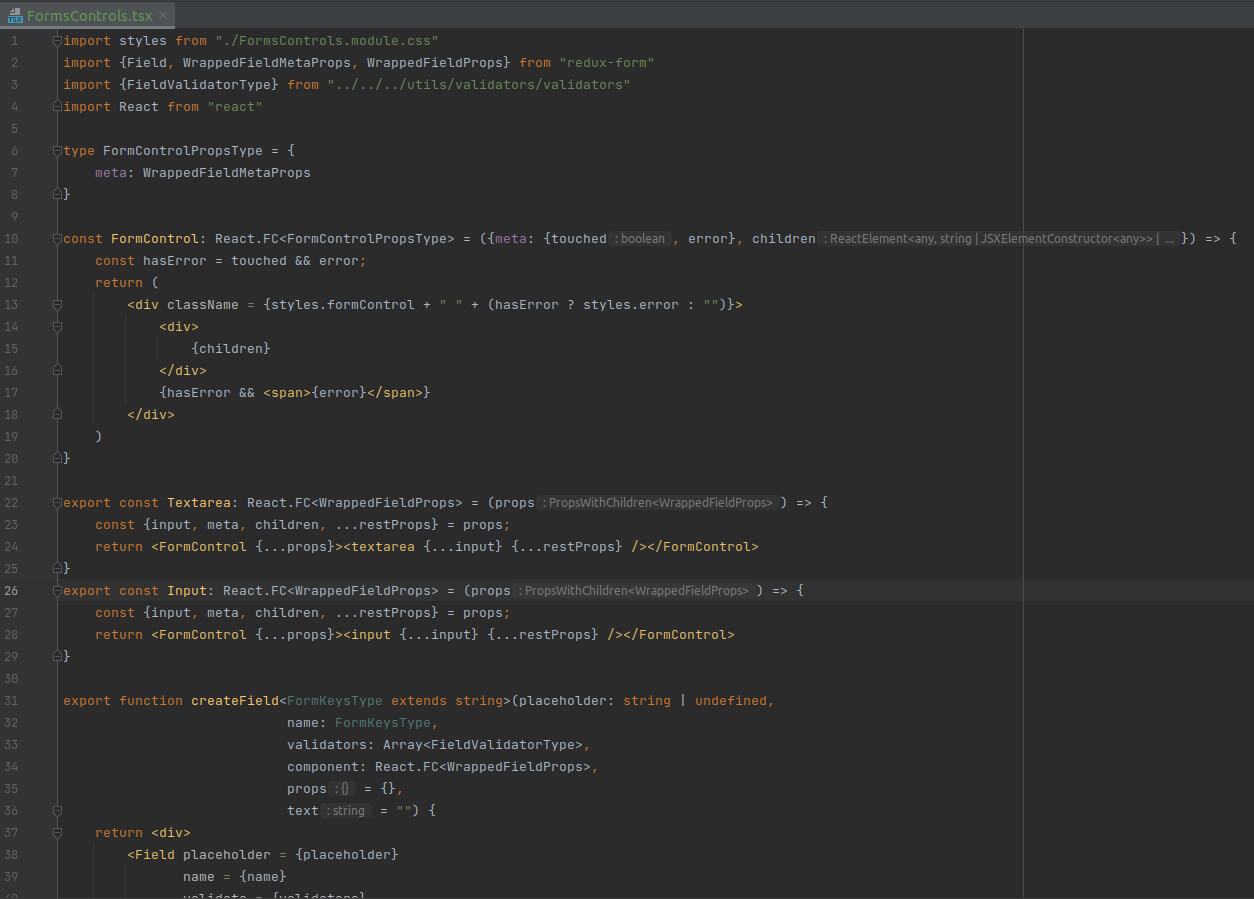 FormsControls.tsx
1 import styles from "./FormsControls.module.css"
2 import {Field, WrappedFieldMetaProps, WrappedFieldProps} from "redux-form"
3 import {FieldValidatorType} from "../../../utils/validators/validators"
4 import React from "react"
5
6 type FormControlPropsType = {
7 meta: WrappedFieldMetaProps
8 }
9
10 const FormControl: React.FC<FormControlPropsType> = ({meta: {touched : boolean , error}, children : ReactElement<any, string | JSXElementConstructor<any>> | ... }) => {
11 const hasError = touched && error;
12 return (
13 <div className = {styles.formControl + " " + (hasError ? styles.error : "")}>
14 <div>
15 {children}
16 </div>
17 {hasError && <span>{error}</span>}
18 </div>
19 )
20 }
21
22 export const Textarea: React.FC<WrappedFieldProps> = (props : PropsWithChildren<WrappedFieldProps> ) => {
23 const {input, meta, children, ...restProps} = props;
24 return <FormControl {...props}><textarea {...input} {...restProps} /></FormControl>
25 }
26 export const Input: React.FC<WrappedFieldProps> = (props : PropsWithChildren<WrappedFieldProps> ) => {
27 const {input, meta, children, ...restProps} = props;
28 return <FormControl {...props}><input {...input} {...restProps} /></FormControl>
29 }
30
31 export function createField<FormKeysType extends string>(placeholder: string | undefined,
32 name: FormKeysType,
33 validators: Array<FieldValidatorType>,
34 component: React.FC<WrappedFieldProps>,
35 props : {} = {},
36 text : string = "") {
37 return <div>
38 <Field placeholder = {placeholder}
39 name = {name}
40 validate = {validators}